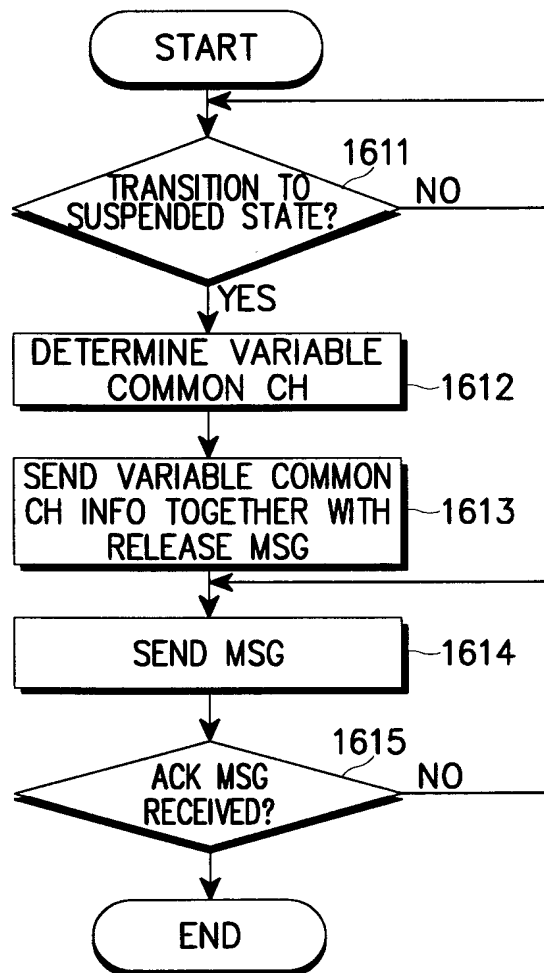 START
1611
TRANSITION TO
SUSPENDED STATE?
NO
YES
DETERMINE VARIABLE
COMMON CH
1612
SEND VARIABLE COMMON
CH INFO TOGETHER WITH
RELEASE MSG
1613
SEND MSG
1614
1615
ACK MSG
RECEIVED?
NO
END